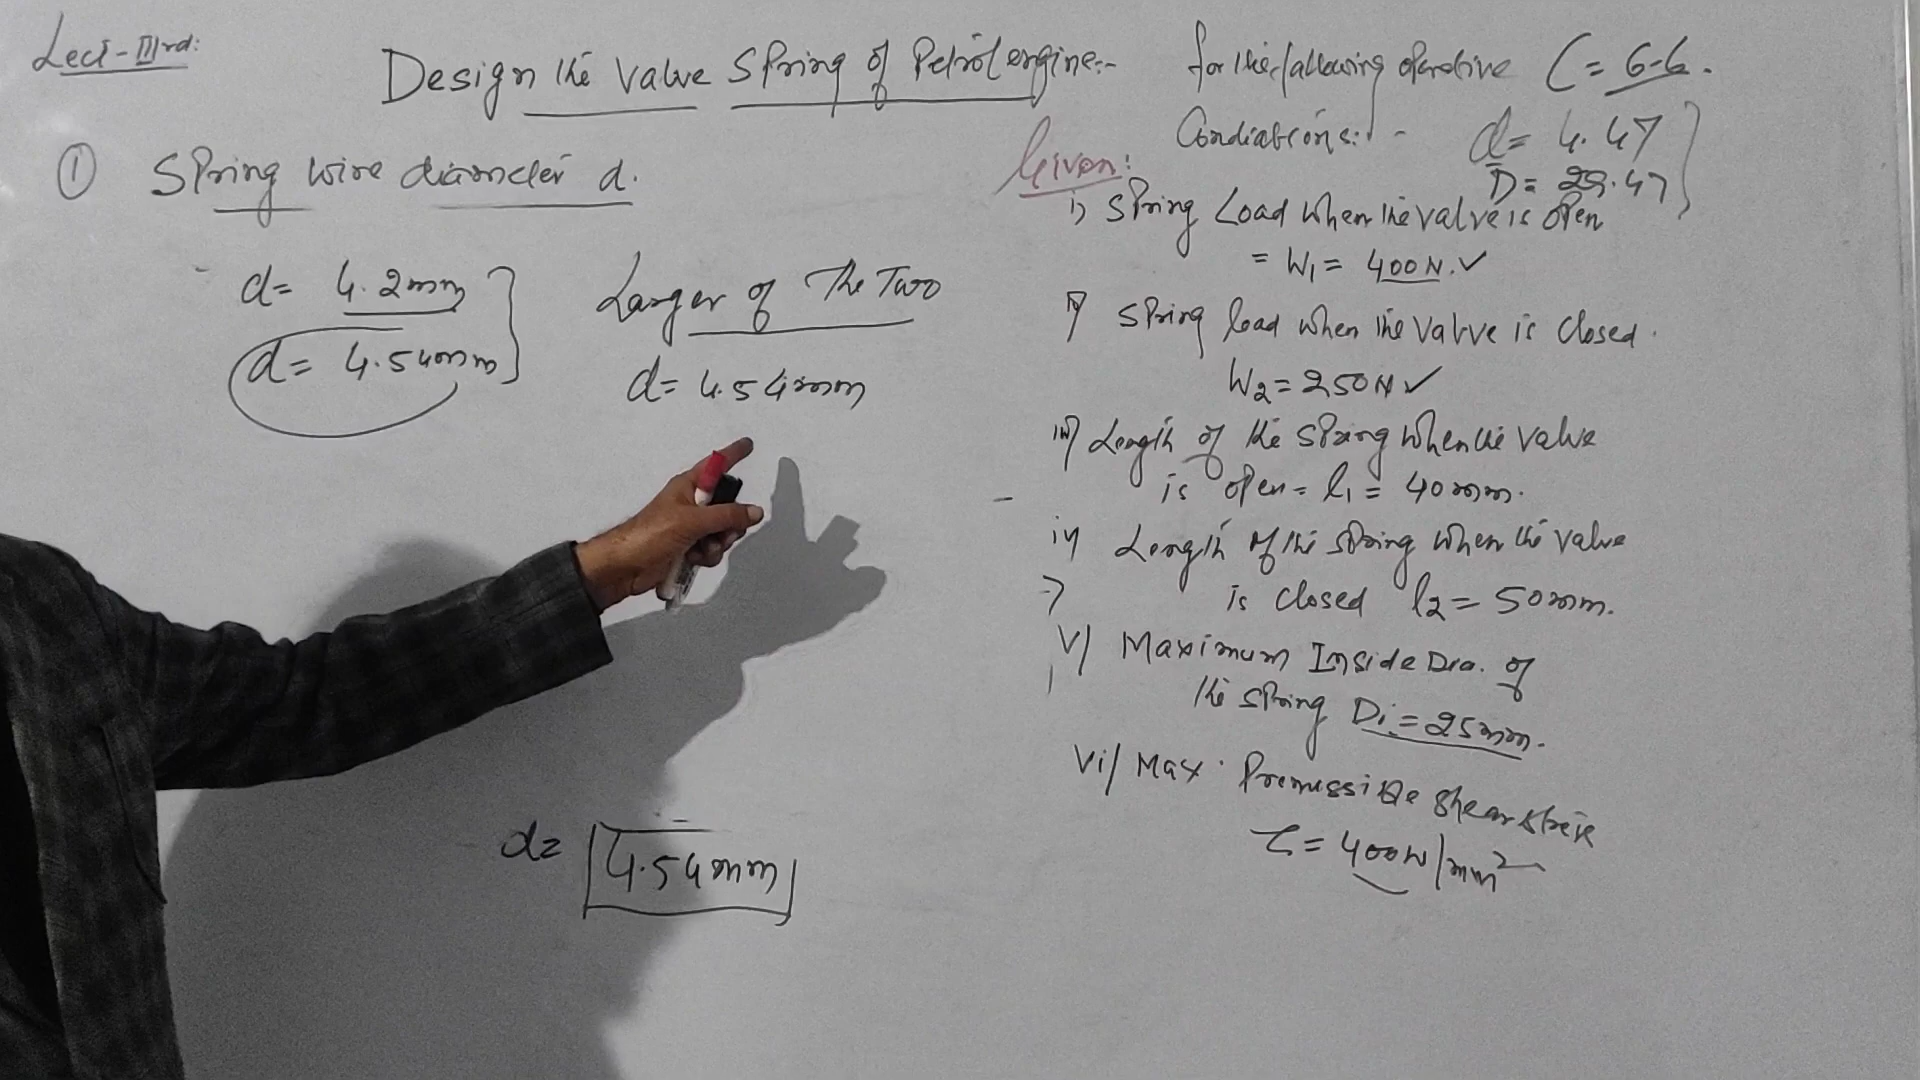 Lect-IIIrd:
Design the Valve Spring of Petrol engine:-
for the following operative
Condiations:-
C = 6.6.
d = 4.47
D = 29.47
① Spring wire diameter d.
d = 4.2mm
d = 4.54mm
Larger of The Two
d = 4.54mm
d = 4.54mm
Given:
i) Spring Load when the valve is open
= W₁ = 400N. ✓
ii) Spring load when the Valve is closed.
W₂ = 250N ✓
iii) Length of the spring when the valve
is open = l₁ = 40mm.
iv) Length of the spring when the valve
is closed l₂ = 50mm.
V) Maximum Inside Dia. of
the spring Di = 25mm.
Vi) Max. Premissible Shear stress
τ = 400N/mm²